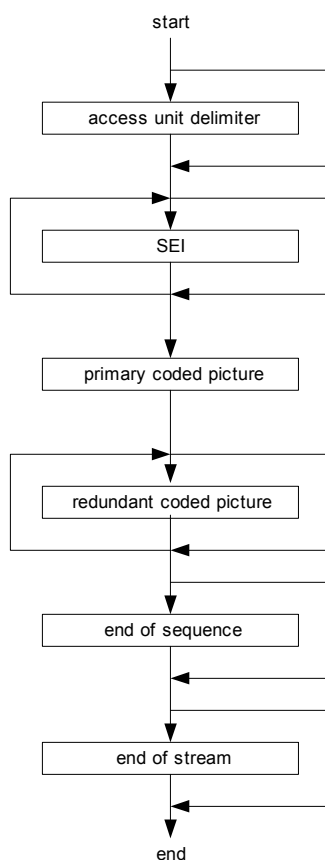 start
access unit delimiter
SEI
primary coded picture
redundant coded picture
end of sequence
end of stream
end